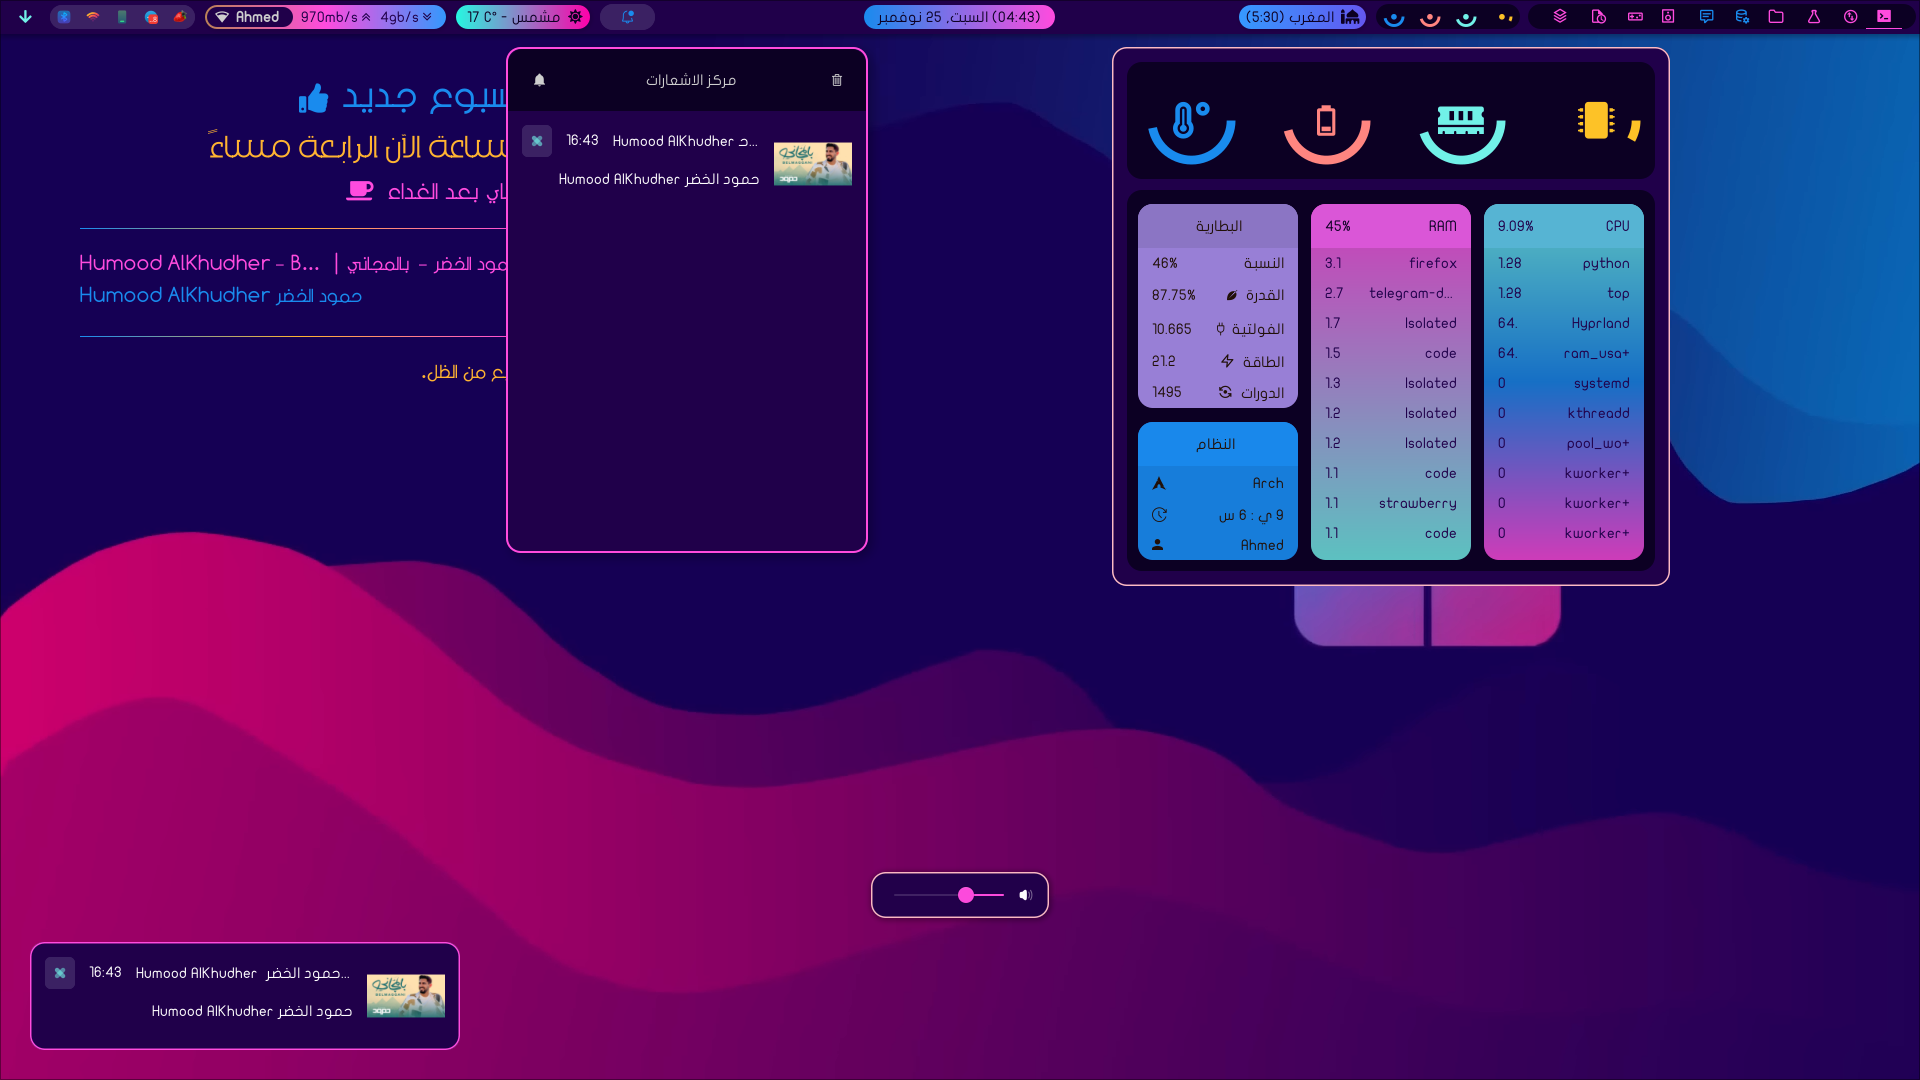 Ahmed
970mb/s 4gb/s
17 C° - مشمس
(04:43) السبت, 25 نوفمبر
المغرب (5:30)
سبوع جديد
ساعة الآن الرابعة مساءً
اي بعد الغداء
Humood AlKhudher – B... | مود الخضر – بالمجاني
Humood AlKhudher حمود الخضر
ع من الظل.
مركز الاشعارات
16:43 Humood AlKhudher حـ...
Humood AlKhudher حمود الخضر
البطارية
النسبة 46%
القدرة 87.75%
الفولتية 10.665
الطاقة 21.2
الدورات 1495
النظام
Arch
9 ي : 6 س
Ahmed
45% RAM
3.1 firefox
2.7 telegram-d...
1.7 Isolated
1.5 code
1.3 Isolated
1.2 Isolated
1.2 Isolated
1.1 code
1.1 strawberry
1.1 code
9.09% CPU
1.28 python
1.28 top
64. Hyprland
64. ram_usa+
0 systemd
0 kthreadd
0 pool_wo+
0 kworker+
0 kworker+
0 kworker+
16:43 Humood AlKhudher حمود الخضر...
Humood AlKhudher حمود الخضر